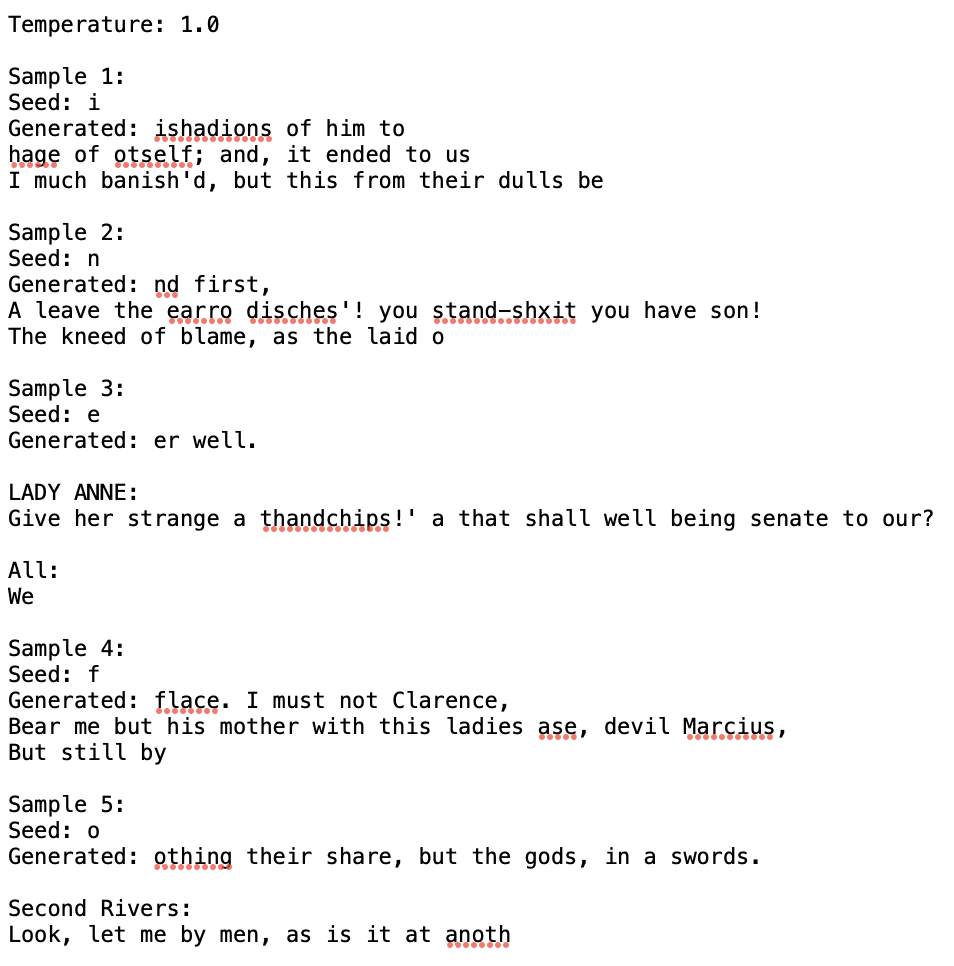 Temperature: 1.0
Sample 1:
Seed: i
Generated: ishadions of him to
hage of otself; and, it ended to us
I much banish'd, but this from their dulls be
Sample 2:
Seed: n
Generated: nd first,
A leave the earro disches'! you stand-shxit you have son!
The kneed of blame, as the laid o
Sample 3:
Seed: e
Generated: er well.
LADY ANNE:
Give her strange a thandchips!' a that shall well being senate to our?
All:
We
Sample 4:
Seed: f
Generated: flace. I must not Clarence,
Bear me but his mother with this ladies ase, devil Marcius,
But still by
Sample 5:
Seed: o
Generated: othing their share, but the gods, in a swords.
Second Rivers:
Look, let me by men, as is it at anoth